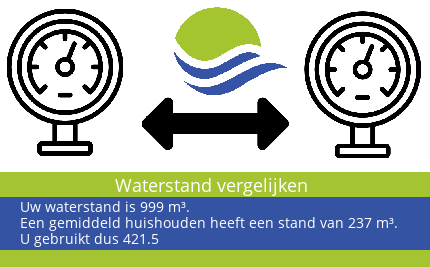 Waterstand vergelijken
Uw waterstand is 999 m³.
Een gemiddeld huishouden heeft een stand van 237 m³.
U gebruikt dus 421.5